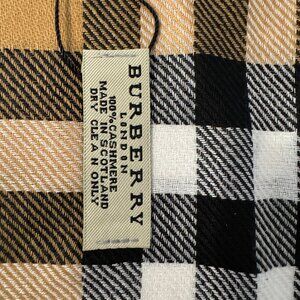 BURBERRY
LONDON
100% CASHMERE
MADE IN SCOTLAND
DRY CLEAN ONLY